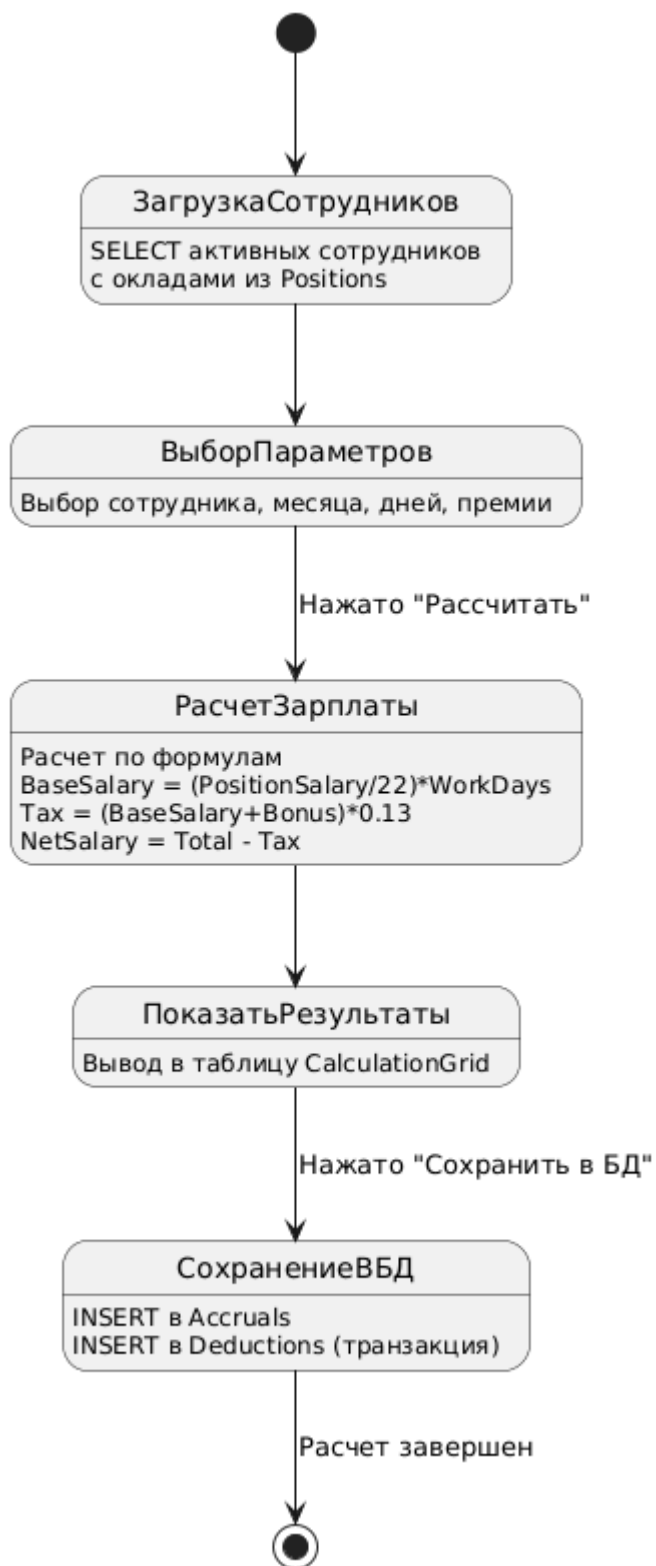 ЗагрузкаСотрудников
SELECT активных сотрудников
с окладами из Positions
ВыборПараметров
Выбор сотрудника, месяца, дней, премии
Нажато "Рассчитать"
РасчетЗарплаты
Расчет по формулам
BaseSalary = (PositionSalary/22)*WorkDays
Tax = (BaseSalary+Bonus)*0.13
NetSalary = Total - Tax
ПоказатьРезультаты
Вывод в таблицу CalculationGrid
Нажато "Сохранить в БД"
СохранениеВБД
INSERT в Accruals
INSERT в Deductions (транзакция)
Расчет завершен